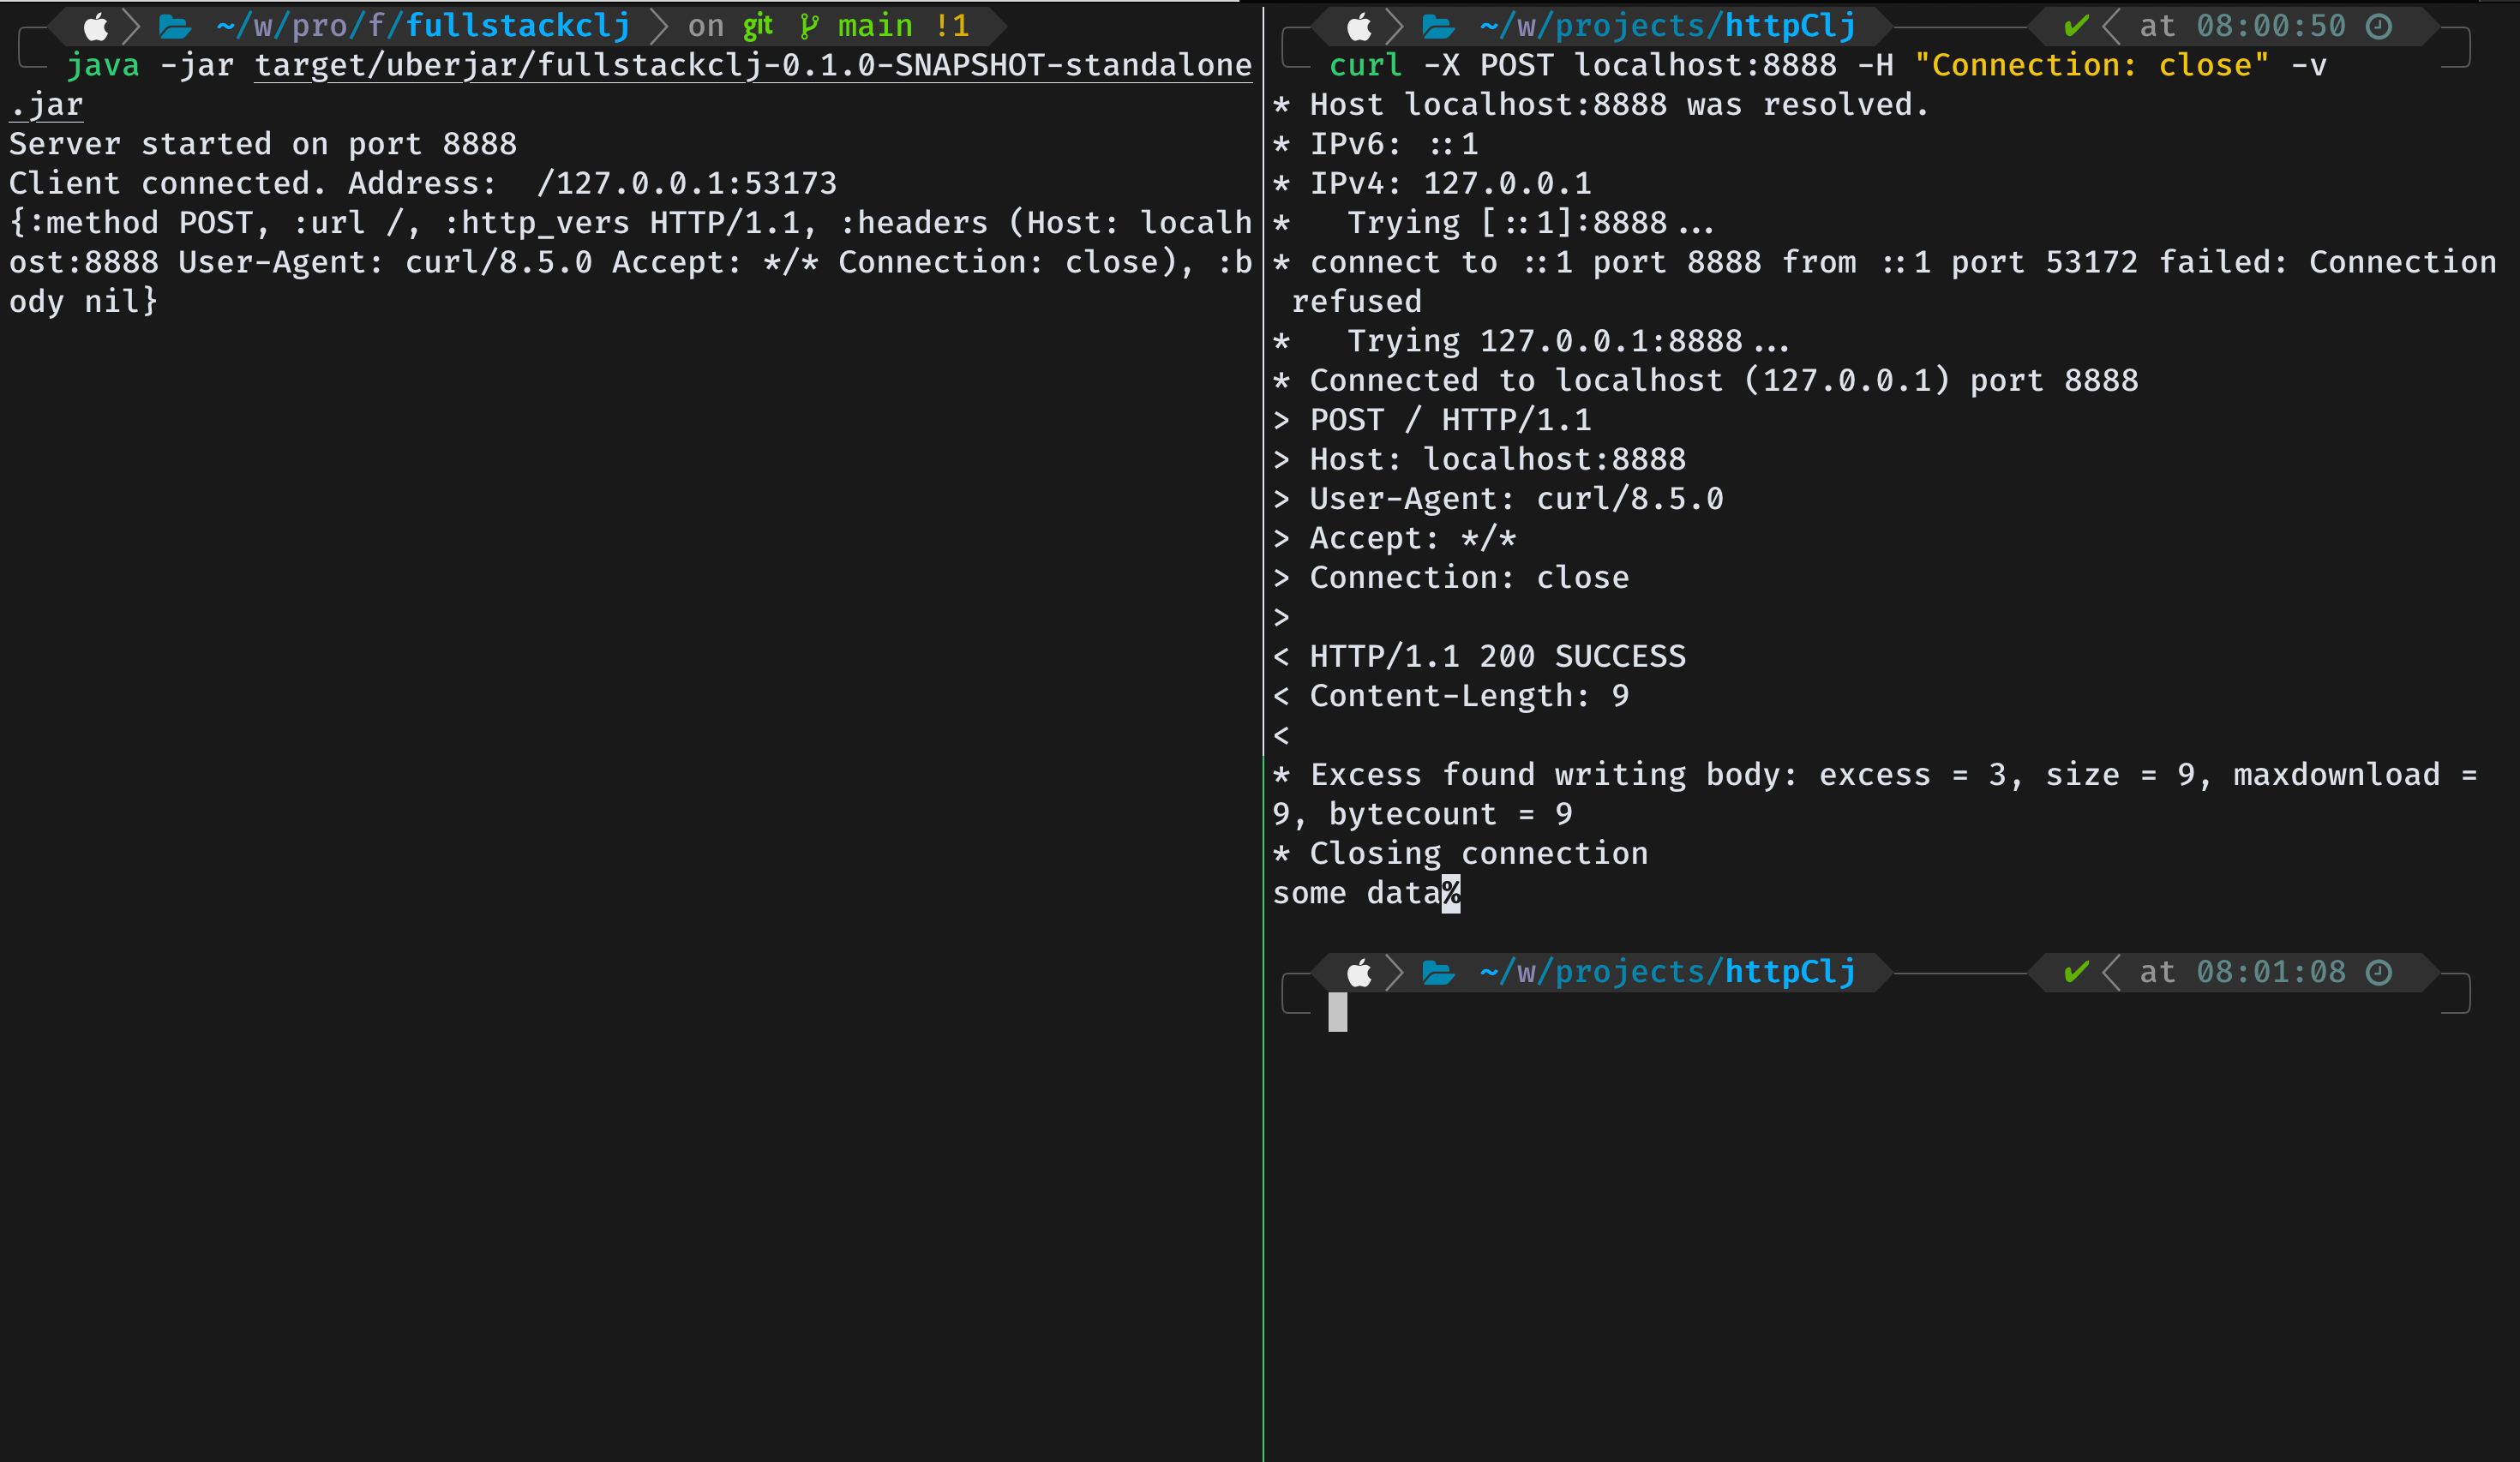 ~/w/pro/f/fullstackclj on git main !1
java -jar target/uberjar/fullstackclj-0.1.0-SNAPSHOT-standalone
.jar
Server started on port 8888
Client connected. Address:  /127.0.0.1:53173
{:method POST, :url /, :http_vers HTTP/1.1, :headers (Host: localh
ost:8888 User-Agent: curl/8.5.0 Accept: */* Connection: close), :b
ody nil}
~/w/projects/httpClj ✔ at 08:00:50
curl -X POST localhost:8888 -H "Connection: close" -v
* Host localhost:8888 was resolved.
* IPv6: ::1
* IPv4: 127.0.0.1
*   Trying [::1]:8888...
* connect to ::1 port 8888 from ::1 port 53172 failed: Connection
refused
*   Trying 127.0.0.1:8888...
* Connected to localhost (127.0.0.1) port 8888
> POST / HTTP/1.1
> Host: localhost:8888
> User-Agent: curl/8.5.0
> Accept: */*
> Connection: close
>
< HTTP/1.1 200 SUCCESS
< Content-Length: 9
<
* Excess found writing body: excess = 3, size = 9, maxdownload =
9, bytecount = 9
* Closing connection
some data%
~/w/projects/httpClj ✔ at 08:01:08